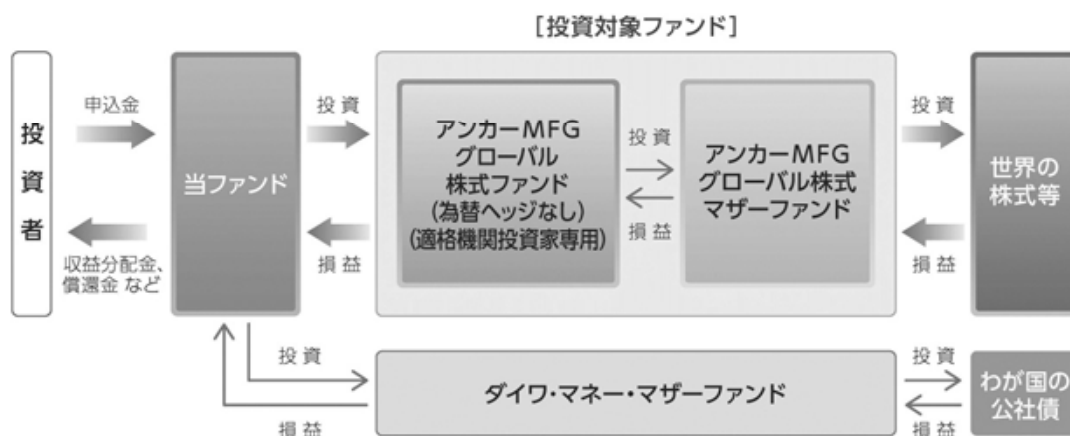 ［投資対象ファンド］
投資者
申込金
収益分配金、
償還金 など
当ファンド
投 資
損 益
アンカーMFG
グローバル
株式ファンド
(為替ヘッジなし)
(適格機関投資家専用)
投 資
損 益
アンカーMFG
グローバル株式
マザーファンド
投 資
損 益
世界の
株式等
投 資
損 益
ダイワ・マネー・マザーファンド
投 資
損 益
わが国の
公社債